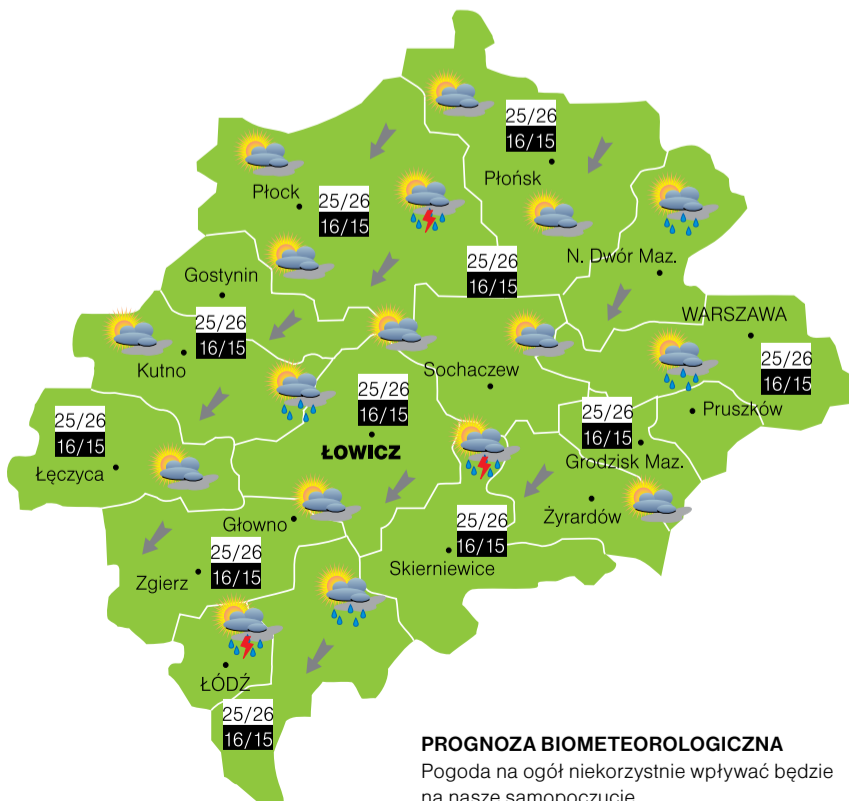 25/26
16/15
Płońsk
Płock
25/26
16/15
N. Dwór Maz.
25/26
16/15
Gostynin
25/26
16/15
Kutno
WARSZAWA
25/26
16/15
Sochaczew
25/26
16/15
ŁOWICZ
25/26
16/15
Łęczyca
Pruszków
25/26
16/15
Grodzisk Maz.
Żyrardów
Głowno
25/26
16/15
Skierniewice
25/26
16/15
Zgierz
ŁÓDŹ
25/26
16/15
PROGNOZA BIOMETEOROLOGICZNA
Pogoda na ogół niekorzystnie wpływać będzie
na nasze samopoczucie